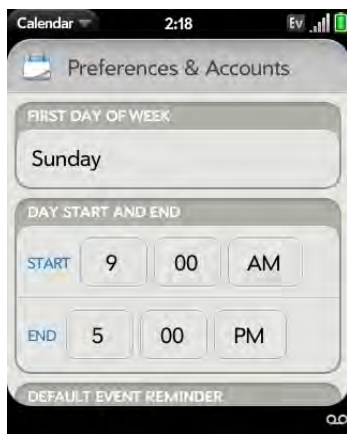 Calendar 2:18 Ev
Preferences & Accounts
FIRST DAY OF WEEK
Sunday
DAY START AND END
START 9 00 AM
END 5 00 PM
DEFAULT EVENT REMINDER